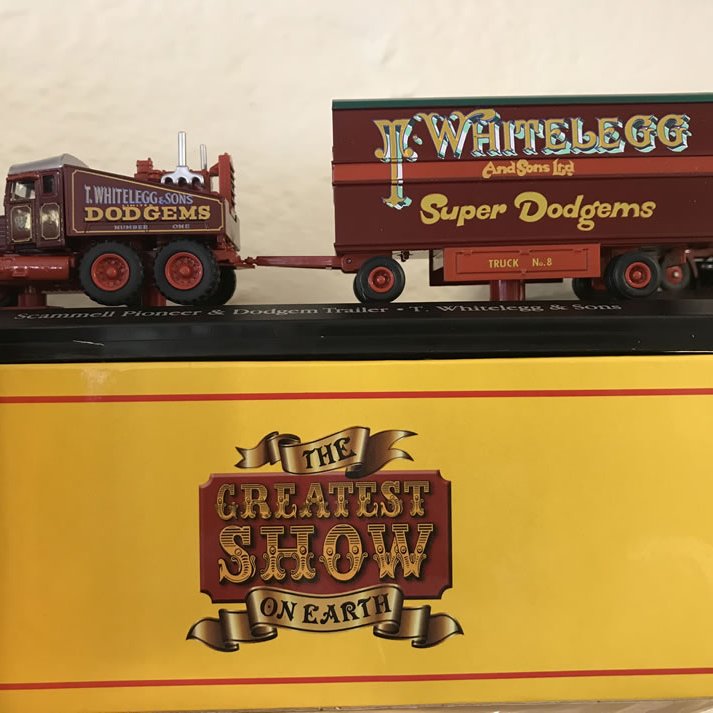 T. WHITELEGG & SONS
LIMITED
DODGEMS
NUMBER ONE
T. WHITELEGG
And Sons Ltd
Super Dodgems
TRUCK No. 8
Scammell Pioneer & Dodgem Trailer • T. Whitelegg & Sons
THE
GREATEST
SHOW
ON EARTH